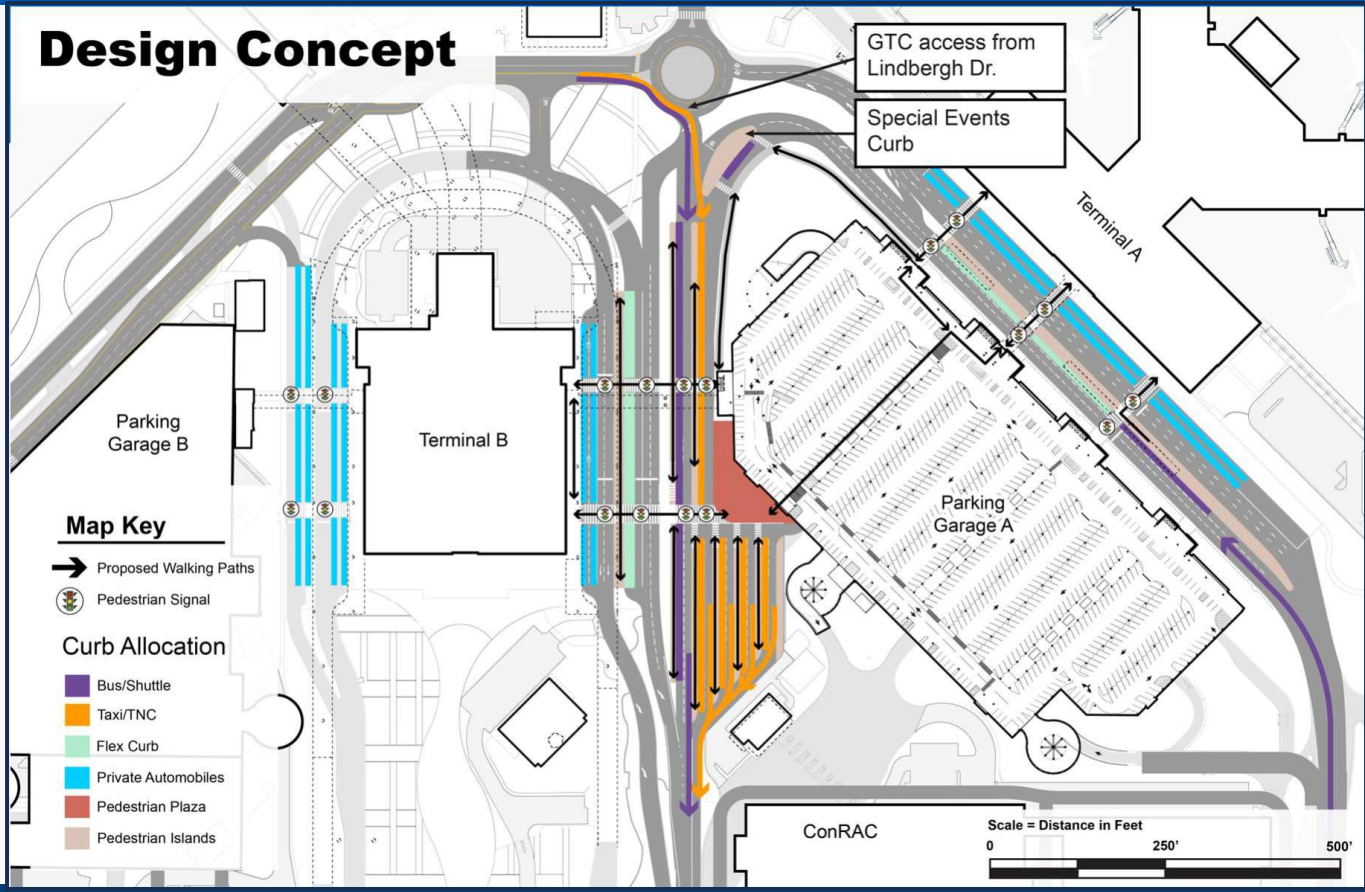 Design Concept
GTC access from
Lindbergh Dr.
Special Events
Curb
Terminal A
Parking
Garage B
Terminal B
Parking
Garage A
Map Key
Proposed Walking Paths
Pedestrian Signal
Curb Allocation
Bus/Shuttle
Taxi/TNC
Flex Curb
Private Automobiles
Pedestrian Plaza
Pedestrian Islands
ConRAC
Scale = Distance in Feet
0 250' 500'